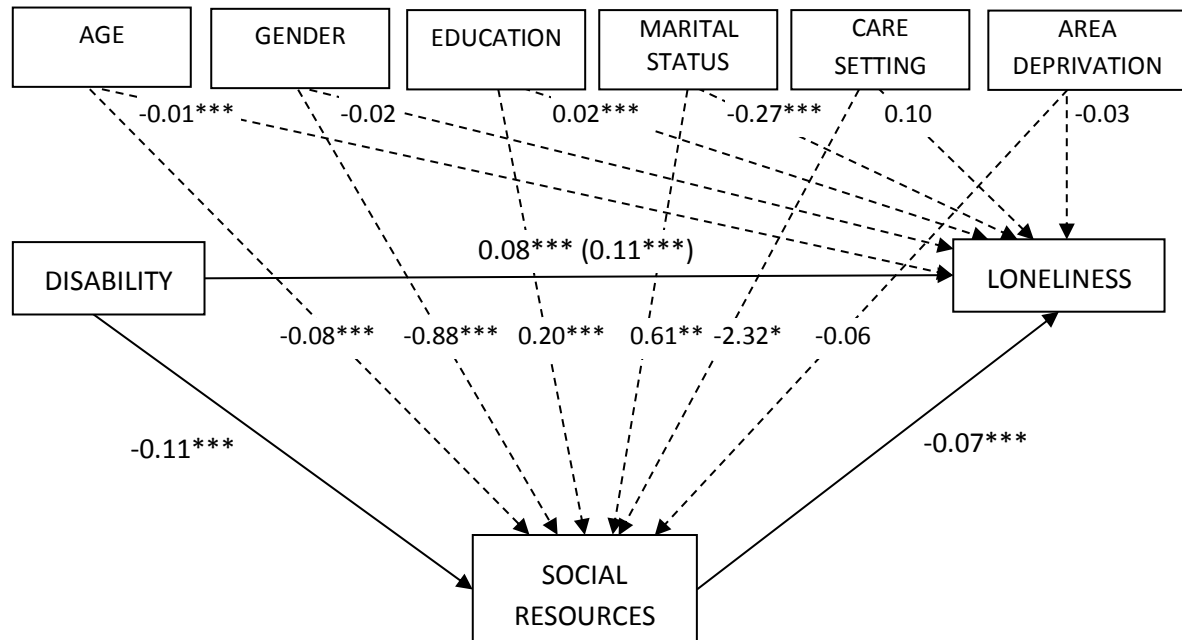 AGE
GENDER
EDUCATION
MARITAL
STATUS
CARE
SETTING
AREA
DEPRIVATION
-0.01***
-0.02
0.02***
-0.27***
0.10
-0.03
0.08*** (0.11***)
DISABILITY
LONELINESS
-0.08***
-0.88***
0.20***
0.61**
-2.32*
-0.06
-0.11***
-0.07***
SOCIAL
RESOURCES